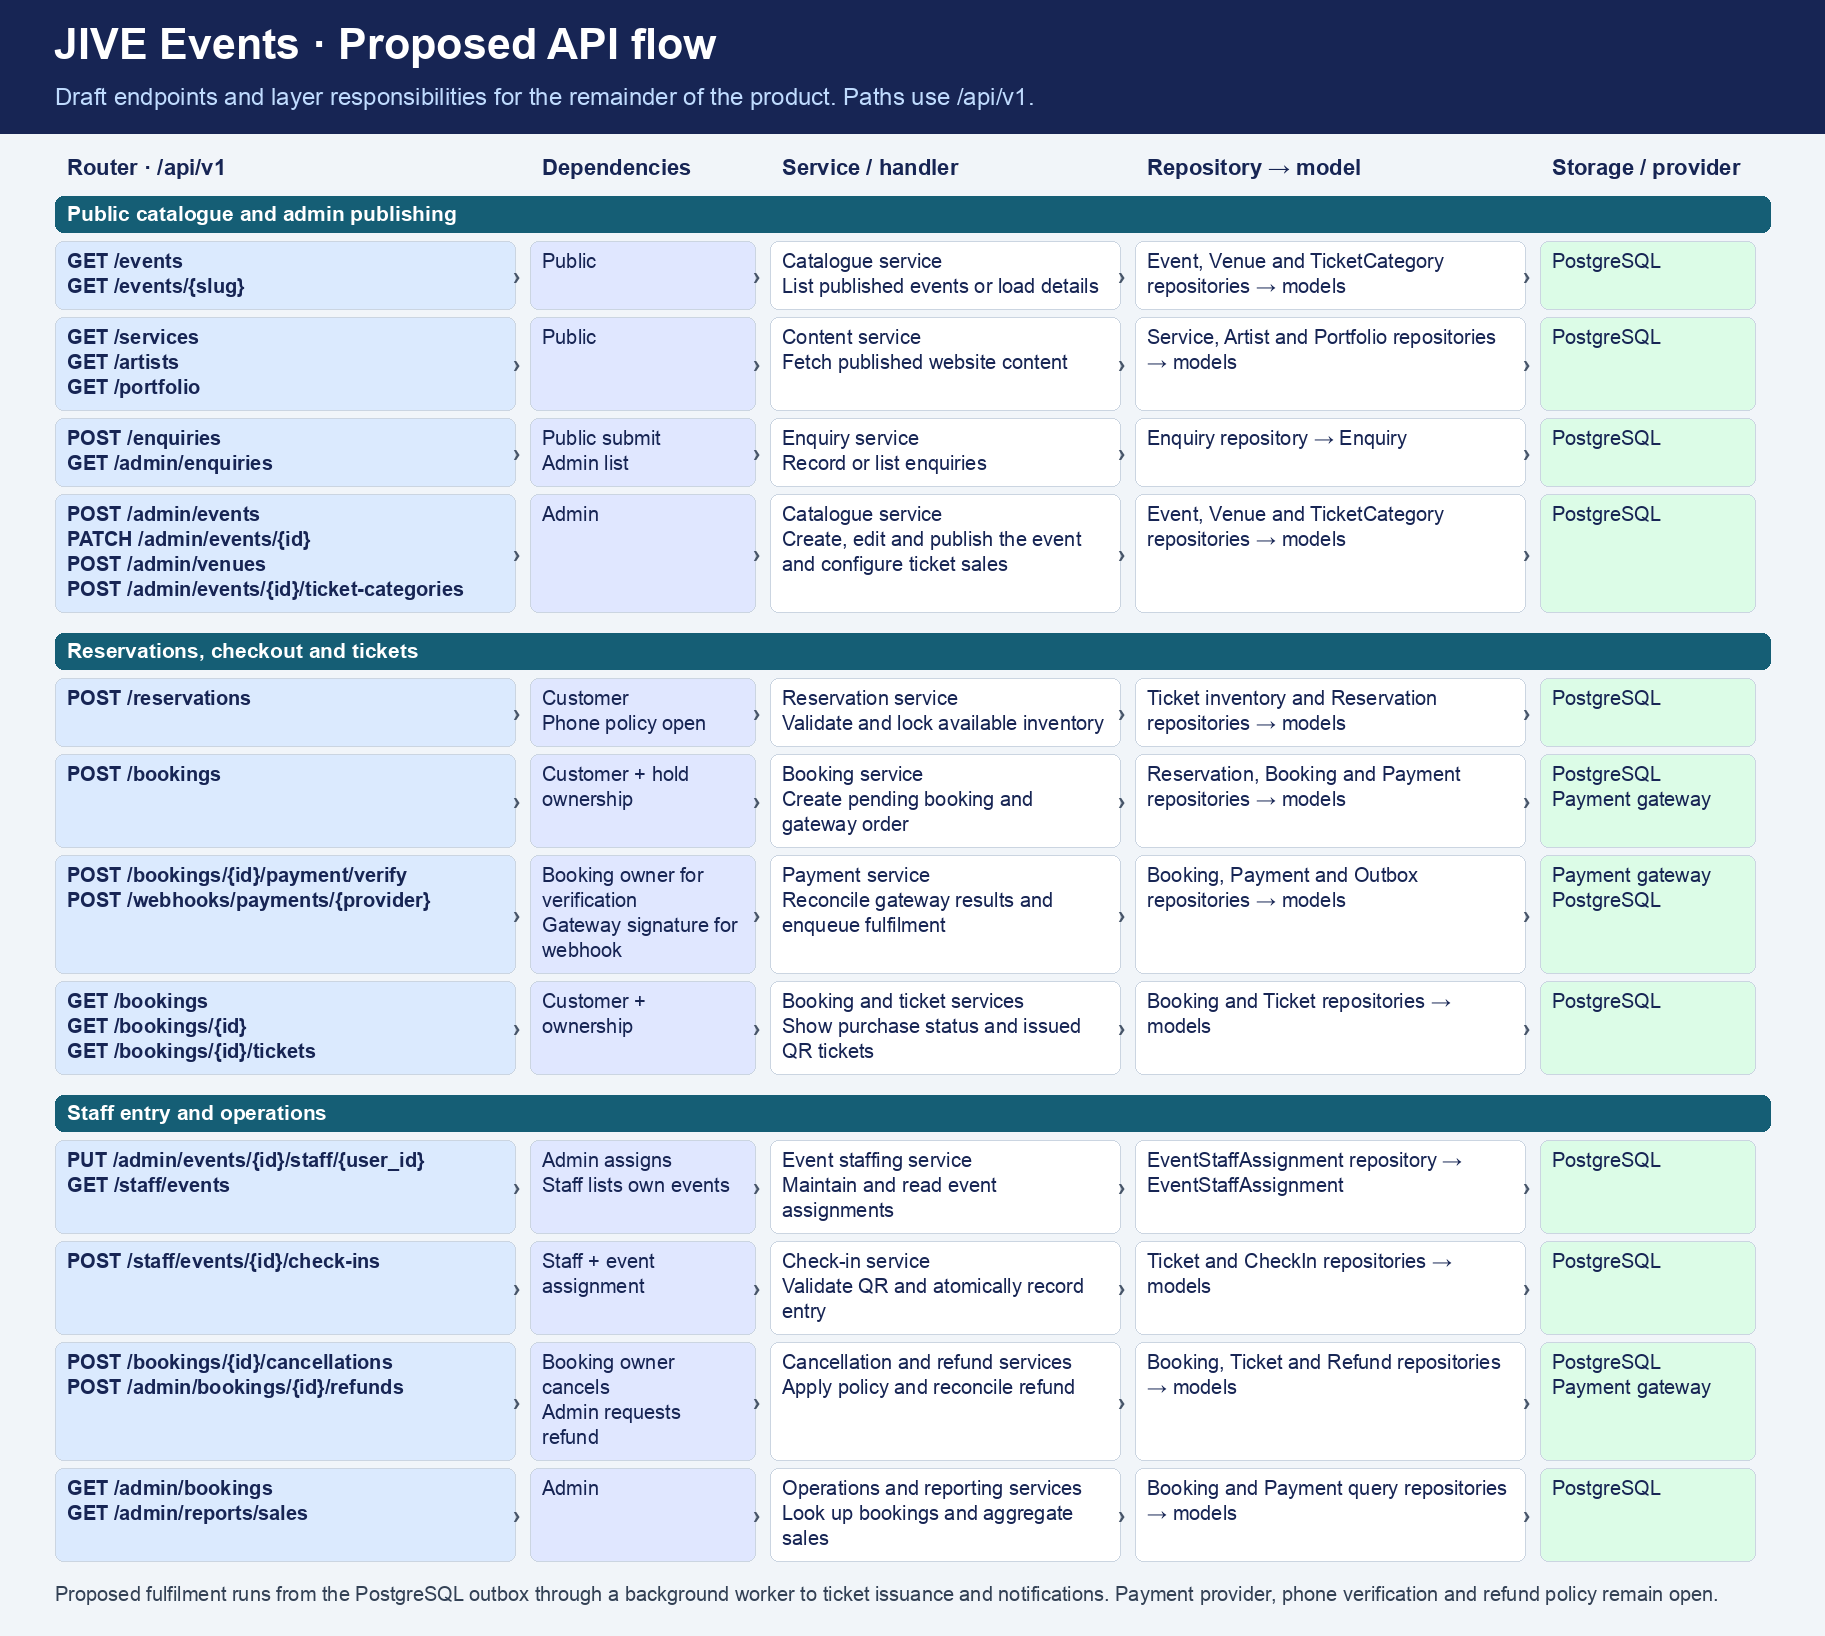 JIVE Events · Proposed API flow
Draft endpoints and layer responsibilities for the remainder of the product. Paths use /api/v1.
Router · /api/v1
Dependencies
Service / handler
Repository → model
Storage / provider
Public catalogue and admin publishing
GET /events
GET /events/{slug}
›
Public
›
Catalogue service
List published events or load details
›
Event, Venue and TicketCategory
repositories → models
›
PostgreSQL
GET /services
GET /artists
GET /portfolio
›
Public
›
Content service
Fetch published website content
›
Service, Artist and Portfolio repositories
→ models
›
PostgreSQL
POST /enquiries
GET /admin/enquiries
›
Public submit
Admin list
›
Enquiry service
Record or list enquiries
›
Enquiry repository → Enquiry
›
PostgreSQL
POST /admin/events
PATCH /admin/events/{id}
POST /admin/venues
POST /admin/events/{id}/ticket-categories
›
Admin
›
Catalogue service
Create, edit and publish the event
and configure ticket sales
›
Event, Venue and TicketCategory
repositories → models
›
PostgreSQL
Reservations, checkout and tickets
POST /reservations
›
Customer
Phone policy open
›
Reservation service
Validate and lock available inventory
›
Ticket inventory and Reservation
repositories → models
›
PostgreSQL
POST /bookings
›
Customer + hold
ownership
›
Booking service
Create pending booking and
gateway order
›
Reservation, Booking and Payment
repositories → models
›
PostgreSQL
Payment gateway
POST /bookings/{id}/payment/verify
POST /webhooks/payments/{provider}
›
Booking owner for
verification
Gateway signature for
webhook
›
Payment service
Reconcile gateway results and
enqueue fulfilment
›
Booking, Payment and Outbox
repositories → models
›
Payment gateway
PostgreSQL
GET /bookings
GET /bookings/{id}
GET /bookings/{id}/tickets
›
Customer +
ownership
›
Booking and ticket services
Show purchase status and issued
QR tickets
›
Booking and Ticket repositories →
models
›
PostgreSQL
Staff entry and operations
PUT /admin/events/{id}/staff/{user_id}
GET /staff/events
›
Admin assigns
Staff lists own events
›
Event staffing service
Maintain and read event
assignments
›
EventStaffAssignment repository →
EventStaffAssignment
›
PostgreSQL
POST /staff/events/{id}/check-ins
›
Staff + event
assignment
›
Check-in service
Validate QR and atomically record
entry
›
Ticket and CheckIn repositories →
models
›
PostgreSQL
POST /bookings/{id}/cancellations
POST /admin/bookings/{id}/refunds
›
Booking owner
cancels
Admin requests
refund
›
Cancellation and refund services
Apply policy and reconcile refund
›
Booking, Ticket and Refund repositories
→ models
›
PostgreSQL
Payment gateway
GET /admin/bookings
GET /admin/reports/sales
›
Admin
›
Operations and reporting services
Look up bookings and aggregate
sales
›
Booking and Payment query repositories
→ models
›
PostgreSQL
Proposed fulfilment runs from the PostgreSQL outbox through a background worker to ticket issuance and notifications. Payment provider, phone verification and refund policy remain open.